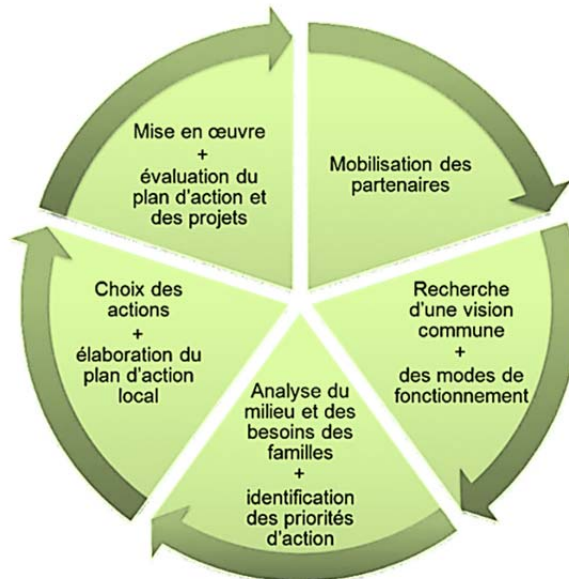 Mobilisation des
partenaires
Recherche
d'une vision
commune
+
des modes de
fonctionnement
Analyse du
milieu et des
besoins des
familles
+
identification
des priorités
d'action
Choix des
actions
+
élaboration du
plan d'action
local
Mise en œuvre
+
évaluation du
plan d'action et
des projets